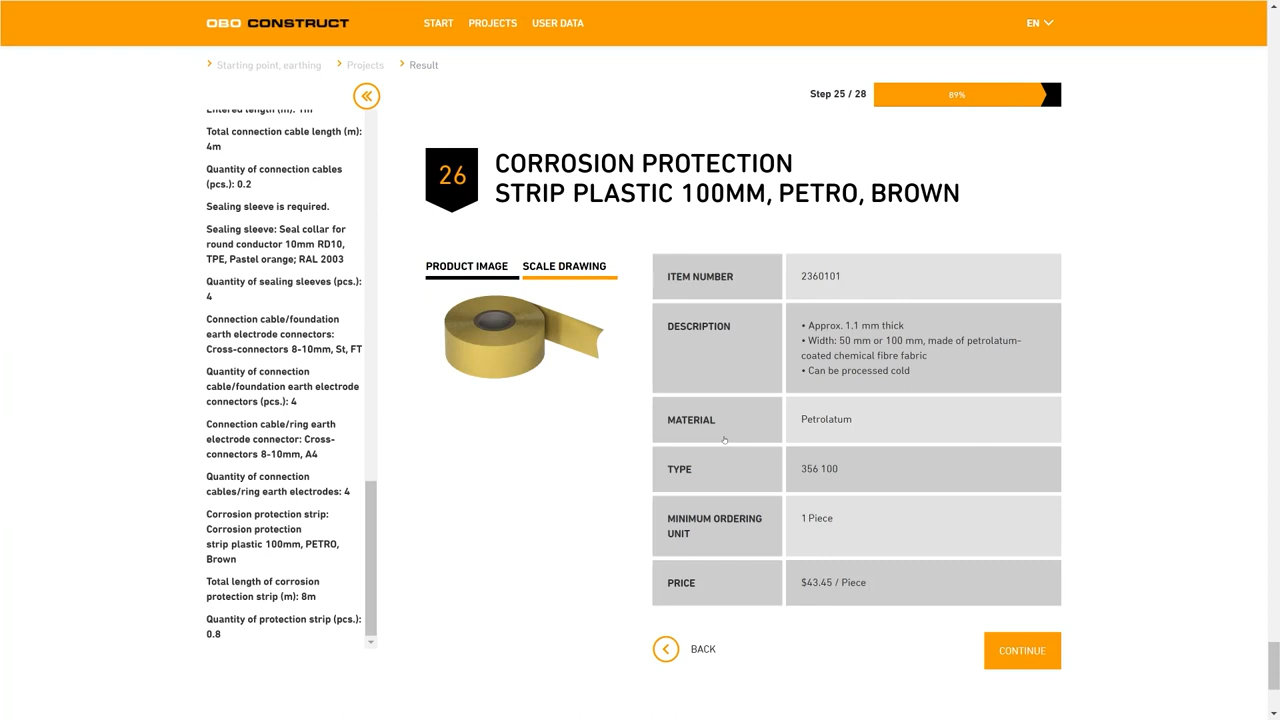 OBO CONSTRUCT
START PROJECTS USER DATA
EN
Starting point, earthing
Projects
Result
Step 25 / 28
89%
Entered length (m): 1m
Total connection cable length (m):
4m
Quantity of connection cables
(pcs.): 0.2
Sealing sleeve is required.
Sealing sleeve: Seal collar for
round conductor 10mm RD10,
TPE, Pastel orange; RAL 2003
Quantity of sealing sleeves (pcs.):
4
Connection cable/foundation
earth electrode connectors:
Cross-connectors 8-10mm, St, FT
Quantity of connection
cable/foundation earth electrode
connectors (pcs.): 4
Connection cable/ring earth
electrode connector: Cross-
connectors 8-10mm, A4
Quantity of connection
cables/ring earth electrodes: 4
Corrosion protection strip:
Corrosion protection
strip plastic 100mm, PETRO,
Brown
Total length of corrosion
protection strip (m): 8m
Quantity of protection strip (pcs.):
0.8
26
CORROSION PROTECTION
STRIP PLASTIC 100MM, PETRO, BROWN
PRODUCT IMAGE
SCALE DRAWING
ITEM NUMBER
2360101
DESCRIPTION
• Approx. 1.1 mm thick
• Width: 50 mm or 100 mm, made of petrolatum-
coated chemical fibre fabric
• Can be processed cold
MATERIAL
Petrolatum
TYPE
356 100
MINIMUM ORDERING
UNIT
1 Piece
PRICE
$43.45 / Piece
BACK
CONTINUE